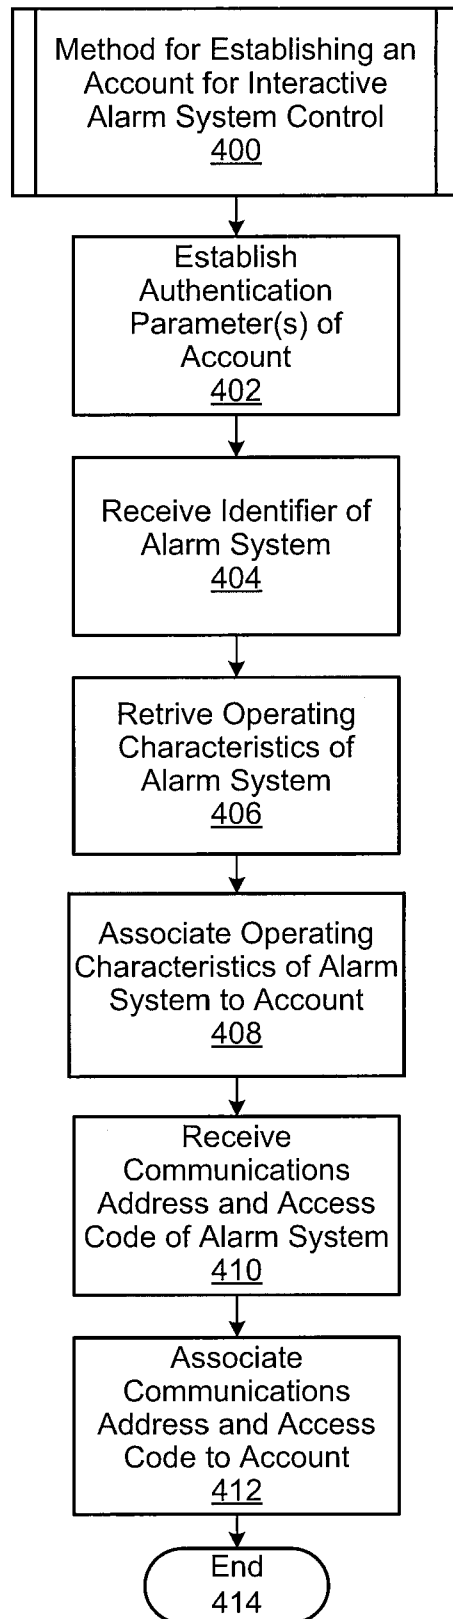 Method for Establishing an
Account for Interactive
Alarm System Control
400
Establish
Authentication
Parameter(s) of
Account
402
Receive Identifier of
Alarm System
404
Retrive Operating
Characteristics of
Alarm System
406
Associate Operating
Characteristics of Alarm
System to Account
408
Receive
Communications
Address and Access
Code of Alarm System
410
Associate
Communications
Address and Access
Code to Account
412
End
414